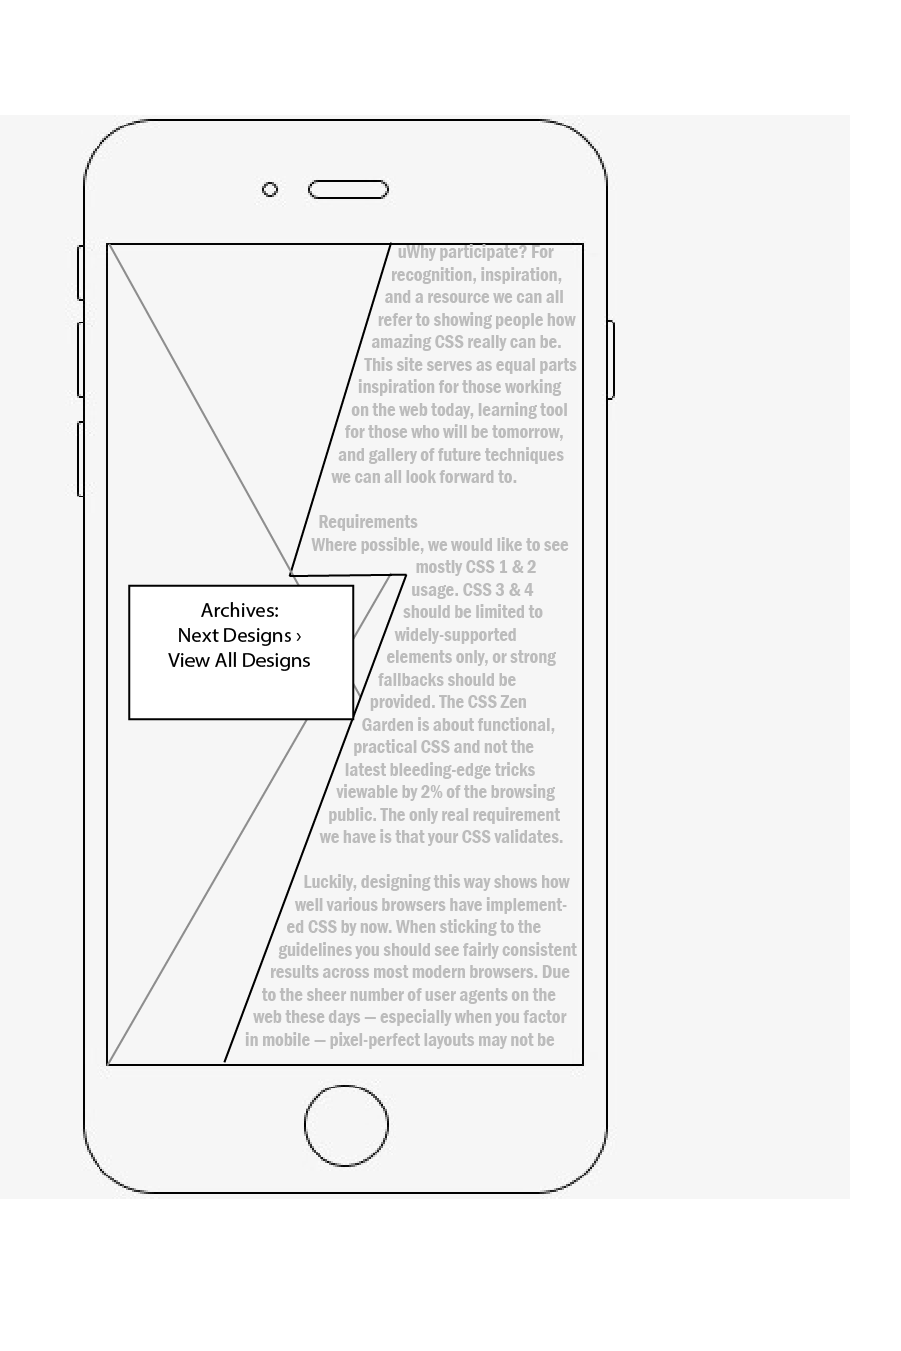 uWhy participate? For
recognition, inspiration,
and a resource we can all
refer to showing people how
amazing CSS really can be.
This site serves as equal parts
inspiration for those working
on the web today, learning tool
for those who will be tomorrow,
and gallery of future techniques
we can all look forward to.
Requirements
Where possible, we would like to see
mostly CSS 1 & 2
usage. CSS 3 & 4
should be limited to
widely-supported
elements only, or strong
fallbacks should be
provided. The CSS Zen
Garden is about functional,
practical CSS and not the
latest bleeding-edge tricks
viewable by 2% of the browsing
public. The only real requirement
we have is that your CSS validates.
Luckily, designing this way shows how
well various browsers have implement-
ed CSS by now. When sticking to the
guidelines you should see fairly consistent
results across most modern browsers. Due
to the sheer number of user agents on the
web these days — especially when you factor
in mobile — pixel-perfect layouts may not be
Archives:
Next Designs ›
View All Designs